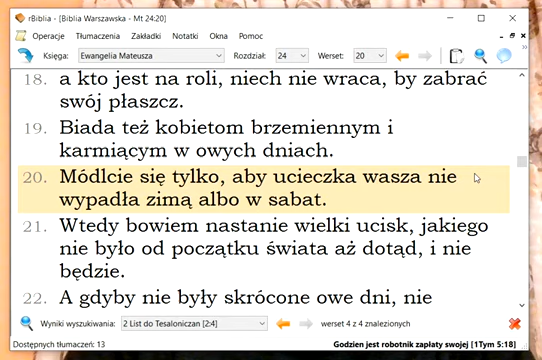 rBiblia - [Biblia Warszawska - Mt 24:20]
Operacje Tłumaczenia Zakładki Notatki Okna Pomoc
Księga: Ewangelia Mateusza Rozdział: 24 Werset: 20
18. a kto jest na roli, niech nie wraca, by zabrać
swój płaszcz.
19. Biada też kobietom brzemiennym i
karmiącym w owych dniach.
20. Módlcie się tylko, aby ucieczka wasza nie
wypadła zimą albo w sabat.
21. Wtedy bowiem nastanie wielki ucisk, jakiego
nie było od początku świata aż dotąd, i nie
będzie.
22. A gdyby nie były skrócone owe dni, nie
Wyniki wyszukiwania: 2 List do Tesaloniczan [2:4] werset 4 z 4 znalezionych
Dostępnych tłumaczeń: 13 Godzien jest robotnik zapłaty swojej [1Tym 5:18]